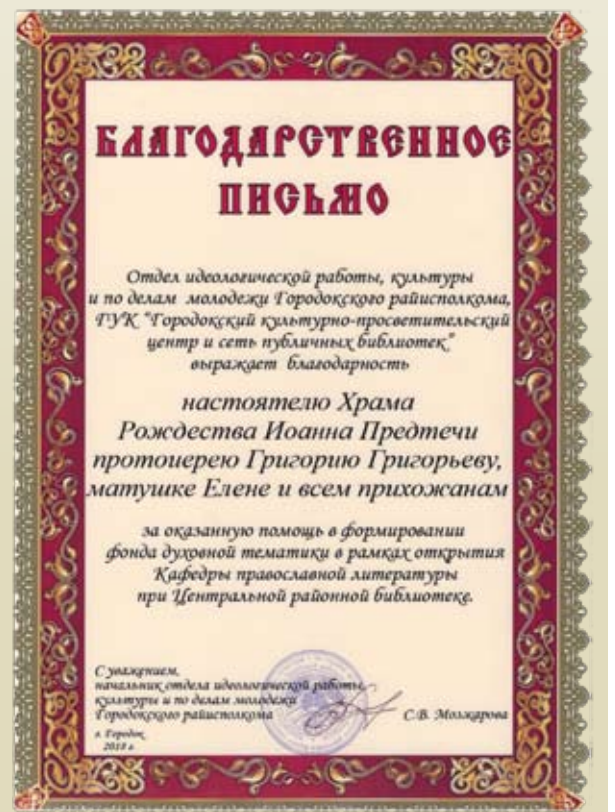 БЛАГОДАРСТВЕННОЕ
ПИСЬМО
Отдел идеологической работы, культуры
и по делам молодежи Городокского райисполкома,
ГУК "Городокский культурно-просветительский
центр и сеть публичных библиотек"
выражает благодарность
настоятелю Храма
Рождества Иоанна Предтечи
протоиерею Григорию Григорьеву,
матушке Елене и всем прихожанам
за оказанную помощь в формировании
фонда духовной тематики в рамках открытия
Кафедры православной литературы
при Центральной районной библиотеке.
С уважением,
начальник отдела идеологической работы,
культуры и по делам молодежи
Городокского райисполкома С.В. Молжарова
г. Городок
2018 г.